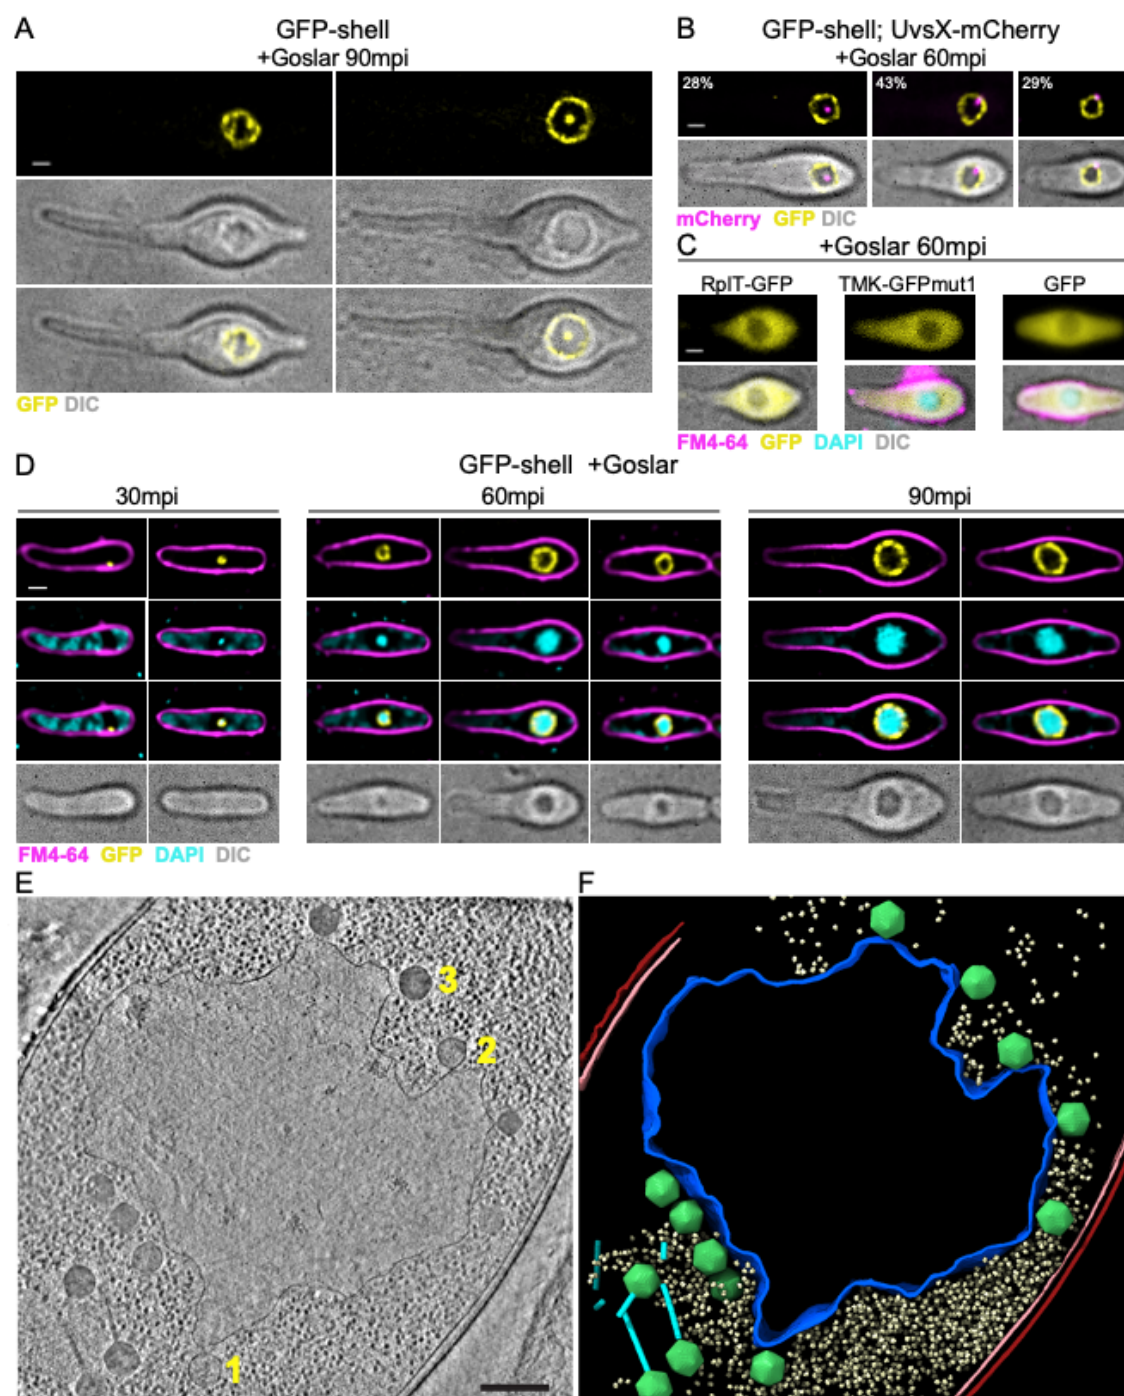 A
GFP-shell
+Goslar 90mpi
GFP DIC
B
GFP-shell; UvsX-mCherry
+Goslar 60mpi
28%
43%
29%
mCherry GFP DIC
C
+Goslar 60mpi
RplT-GFP
TMK-GFPmut1
GFP
FM4-64 GFP DAPI DIC
D
GFP-shell +Goslar
30mpi
60mpi
90mpi
FM4-64 GFP DAPI DIC
E
3
2
1
F